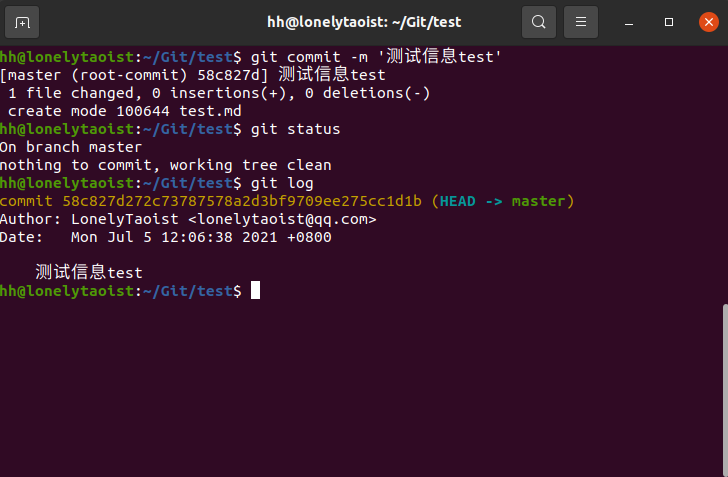 hh@lonelytaoist: ~/Git/test
hh@lonelytaoist:~/Git/test$ git commit -m '测试信息test'
[master (root-commit) 58c827d] 测试信息test
 1 file changed, 0 insertions(+), 0 deletions(-)
 create mode 100644 test.md
hh@lonelytaoist:~/Git/test$ git status
On branch master
nothing to commit, working tree clean
hh@lonelytaoist:~/Git/test$ git log
commit 58c827d272c73787578a2d3bf9709ee275cc1d1b (HEAD -> master)
Author: LonelyTaoist <lonelytaoist@qq.com>
Date:   Mon Jul 5 12:06:38 2021 +0800
    测试信息test
hh@lonelytaoist:~/Git/test$